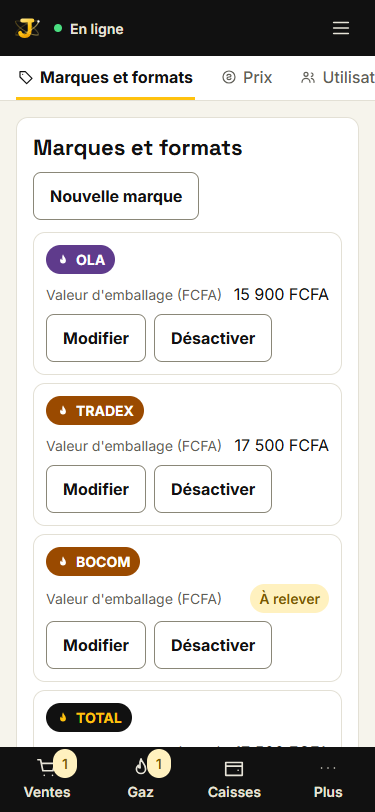 J
En ligne
Marques et formats
Prix
Utilisat
Marques et formats
Nouvelle marque
OLA
Valeur d'emballage (FCFA) 15 900 FCFA
Modifier
Désactiver
TRADEX
Valeur d'emballage (FCFA) 17 500 FCFA
Modifier
Désactiver
BOCOM
Valeur d'emballage (FCFA) À relever
Modifier
Désactiver
TOTAL
1
1
Ventes
Gaz
Caisses
Plus